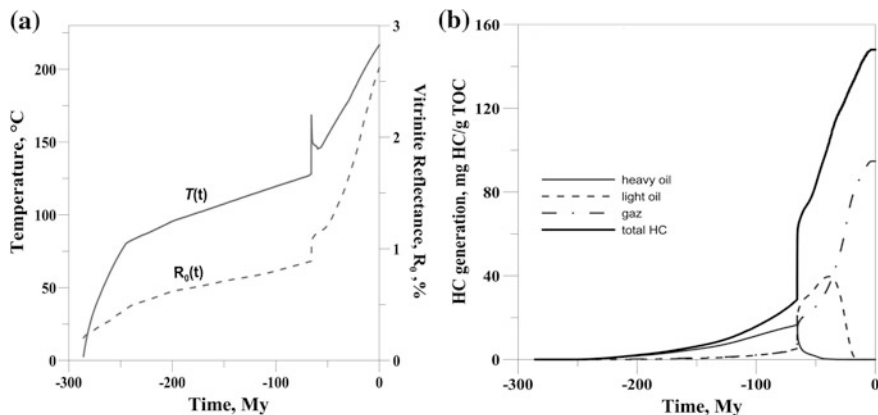 (a)
3
200
150
100
50
0
2
1
0
Temperature, °C
Vitrinite Reflectance, R₀ ,%
T(t)
R₀(t)
-300
-200
-100
0
Time, My
(b)
160
120
80
40
0
HC generation, mg HC/g TOC
heavy oil
light oil
gaz
total HC
-300
-200
-100
0
Time, My